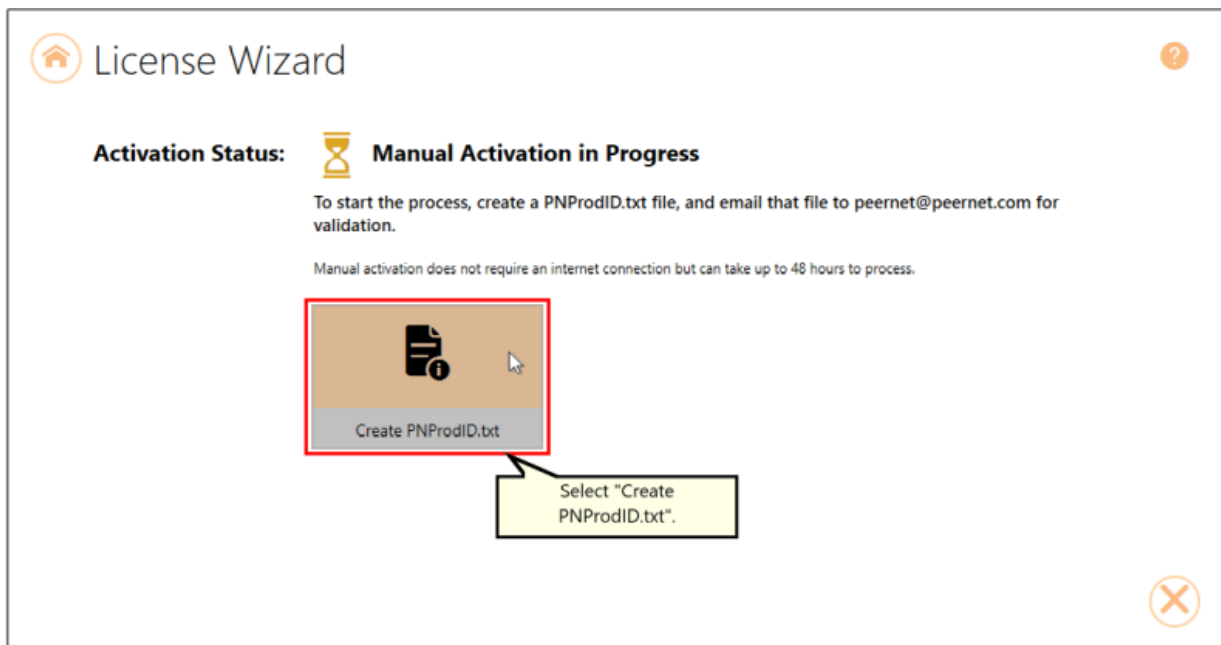 License Wizard
?
Activation Status:
Manual Activation in Progress
To start the process, create a PNProdID.txt file, and email that file to peernet@peernet.com for
validation.
Manual activation does not require an internet connection but can take up to 48 hours to process.
i
Create PNProdID.txt
Select "Create
PNProdID.txt".